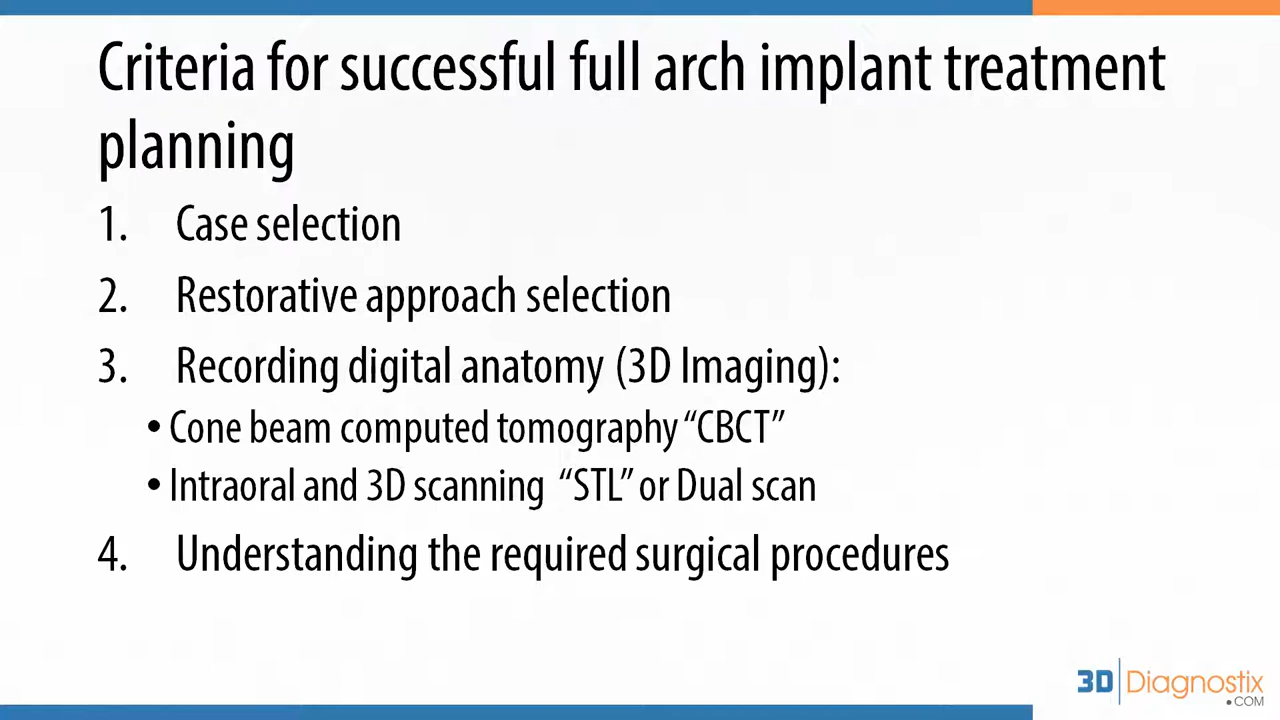 Criteria for successful full arch implant treatment
planning
1. Case selection
2. Restorative approach selection
3. Recording digital anatomy (3D Imaging):
• Cone beam computed tomography “CBCT”
• Intraoral and 3D scanning “STL” or Dual scan
4. Understanding the required surgical procedures
3D Diagnostix
.COM